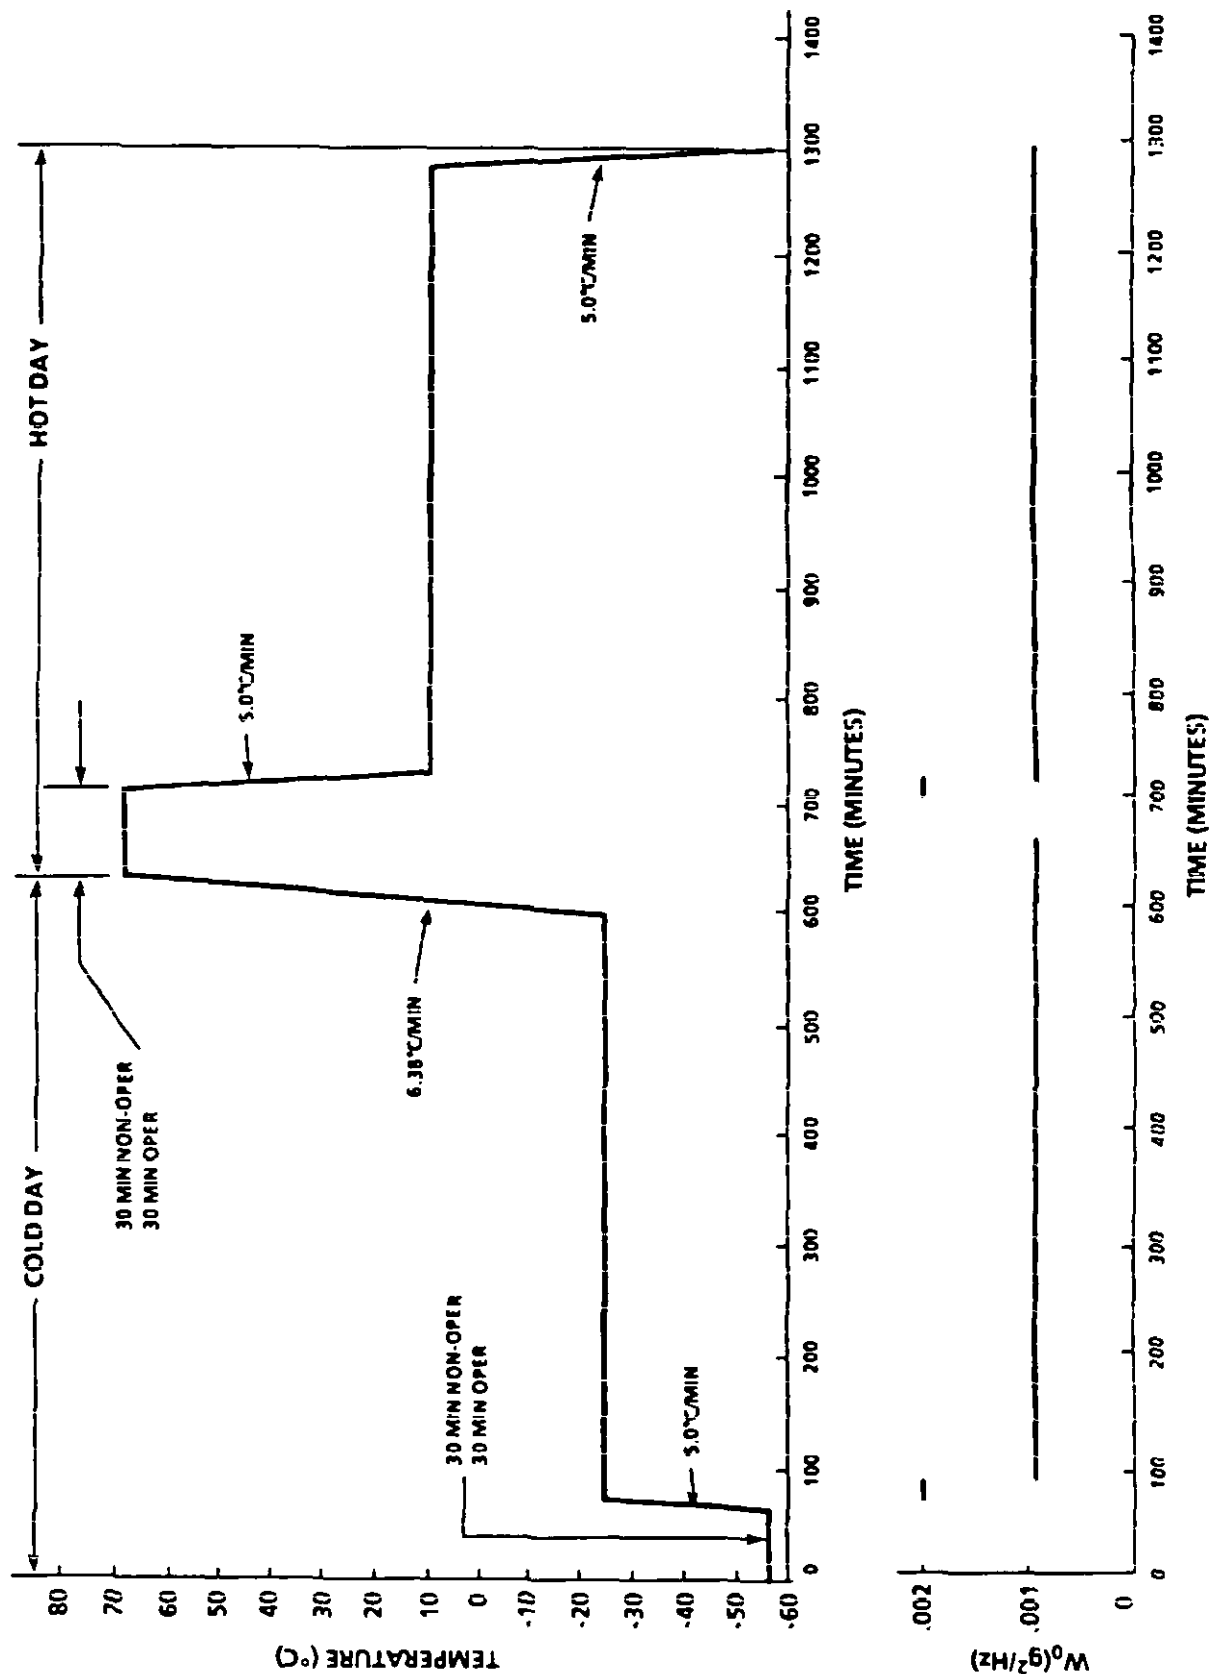 COLD DAY
HOT DAY
30 MIN NON-OPER
30 MIN OPER
5.0°C/MIN
6.38°C/MIN
30 MIN NON-OPER
30 MIN OPER
5.0°C/MIN
5.0°C/MIN
TEMPERATURE (°C)
80
70
60
50
40
30
20
10
0
-10
-20
-30
-40
-50
-60
0 100 200 300 400 500 600 700 800 900 1000 1100 1200 1300 1400
TIME (MINUTES)
W₀(g²/Hz)
.002
.001
0
0 100 200 300 400 500 600 700 800 900 1000 1100 1200 1300 1400
TIME (MINUTES)